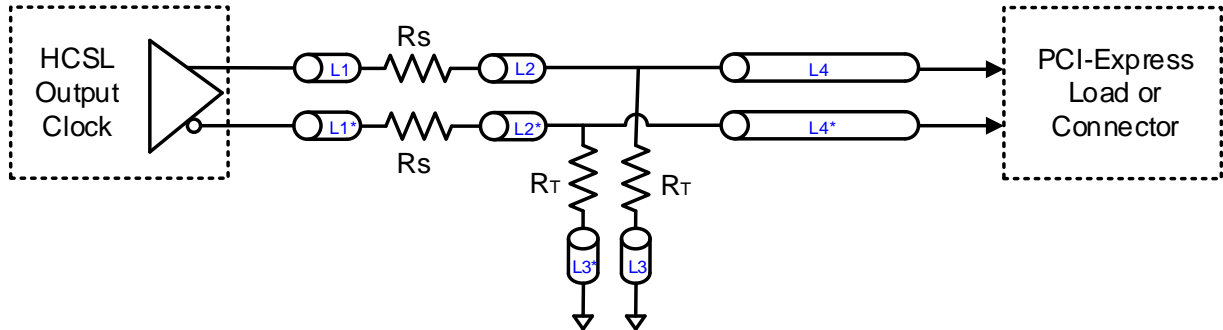 HCSL
Output
Clock
L1
Rs
L2
L4
L1*
Rs
L2*
L4*
RT
RT
L3*
L3
PCI-Express
Load or
Connector